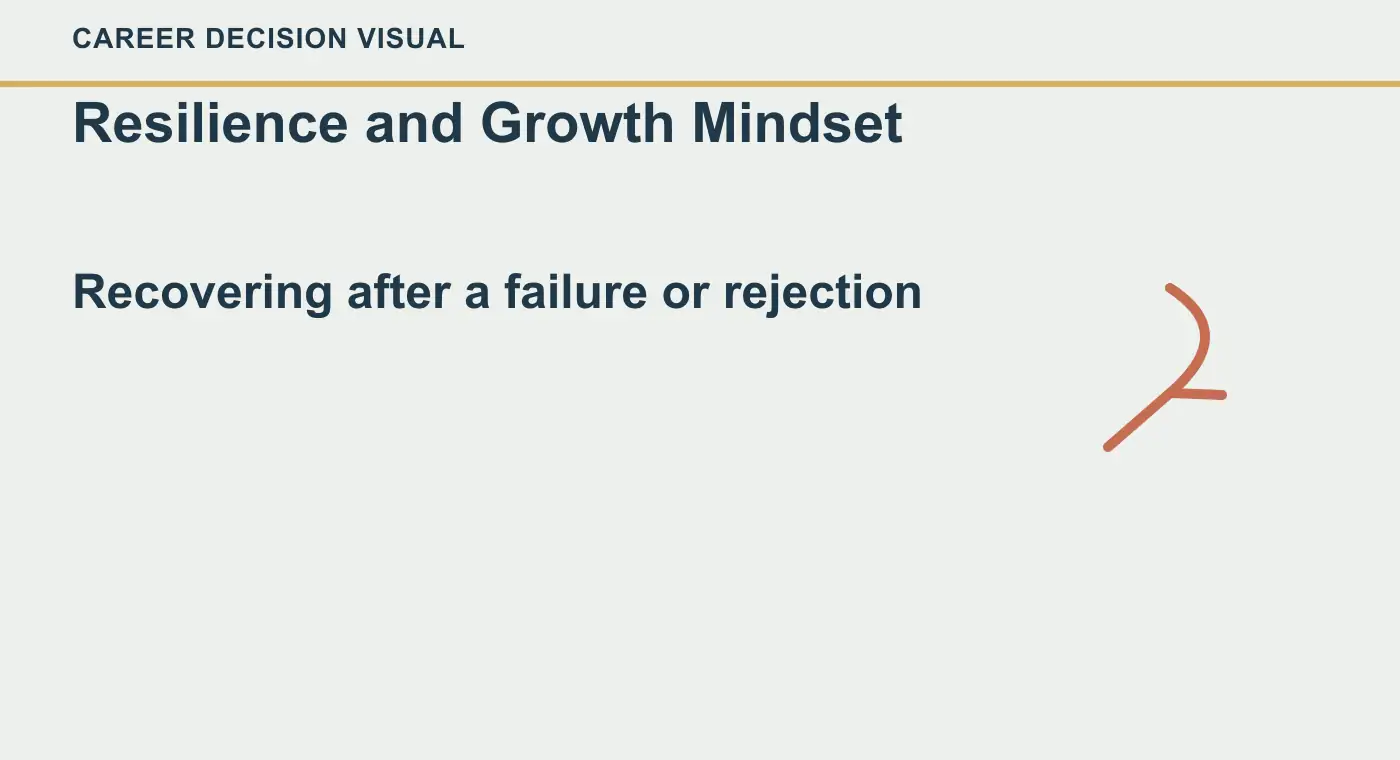 CAREER DECISION VISUAL
Resilience and Growth Mindset
Recovering after a failure or rejection